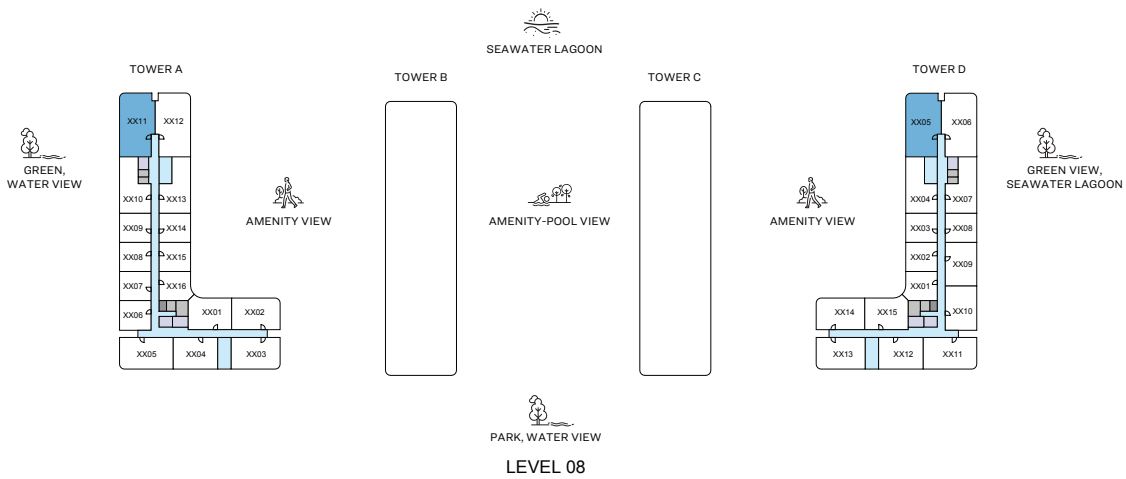 SEAWATER LAGOON
TOWER A
TOWER B
TOWER C
TOWER D
XX11
XX12
XX10
XX13
XX09
XX14
XX08
XX15
XX07
XX16
XX06
XX01
XX02
XX05
XX04
XX03
GREEN,
WATER VIEW
AMENITY VIEW
AMENITY-POOL VIEW
AMENITY VIEW
XX05
XX06
XX04
XX07
XX03
XX08
XX02
XX09
XX01
XX14
XX15
XX10
XX13
XX12
XX11
GREEN VIEW,
SEAWATER LAGOON
PARK, WATER VIEW
LEVEL 08